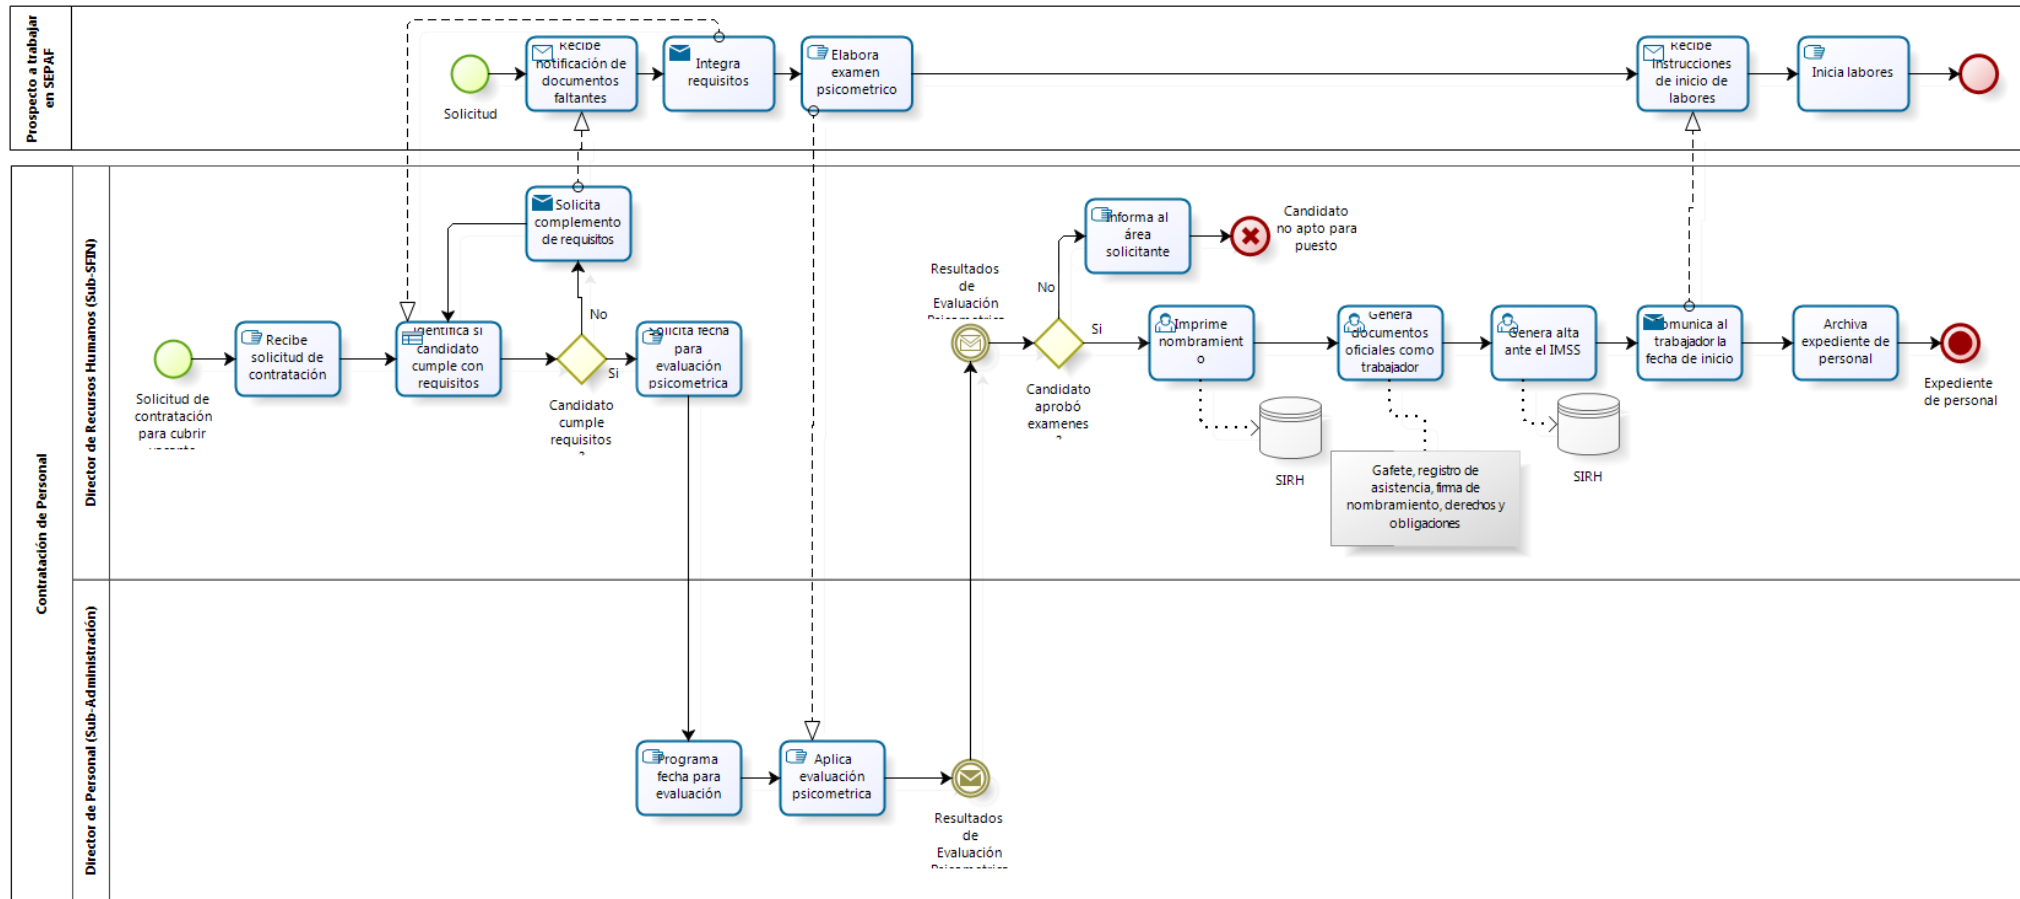 Prospecto a trabajar
en SEPAF
Solicitud
Recibe
notificación de
documentos
faltantes
Integra
requisitos
Elabora
examen
psicometrico
Recibe
instrucciones
de inicio de
labores
Inicia labores
Contratación de Personal
Director de Recursos Humanos (Sub-SFIN)
Solicita
complemento
de requisitos
Solicitud de
contratación
para cubrir
vacante
Recibe
solicitud de
contratación
Identifica si
candidato
cumple con
requisitos
No
Si
Candidato
cumple
requisitos
?
Solicita fecha
para
evaluación
psicometrica
Resultados
de
Evaluación
Psicometrica
No
Si
Candidato
aprobó
examenes
?
Informa al
área
solicitante
Candidato
no apto para
puesto
Imprime
nombramient
o
SIRH
Genera
documentos
oficiales como
trabajador
Gafete, registro de
asistencia, firma de
nombramiento, derechos y
obligaciones
Genera alta
ante el IMSS
SIRH
Comunica al
trabajador la
fecha de inicio
Archiva
expediente de
personal
Expediente
de personal
Director de Personal (Sub-Administración)
Programa
fecha para
evaluación
Aplica
evaluación
psicometrica
Resultados
de
Evaluación
Psicometrica